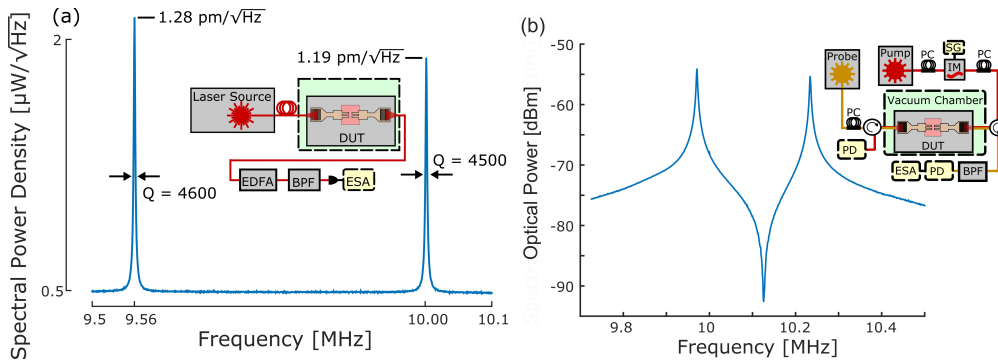 (a)
1.28 pm/√Hz
1.19 pm/√Hz
Spectral Power Density [µW/√Hz]
2
0.5
Laser Source
DUT
EDFA
BPF
ESA
Q = 4600
Q = 4500
9.5
9.56
10.00
10.1
Frequency [MHz]
(b)
Optical Power [dBm]
-50
-60
-70
-80
-90
Probe
Pump
PC
SG
IM
PC
Vacuum Chamber
PC
DUT
PD
ESA
PD
BPF
9.8
10
10.2
10.4
Frequency [MHz]